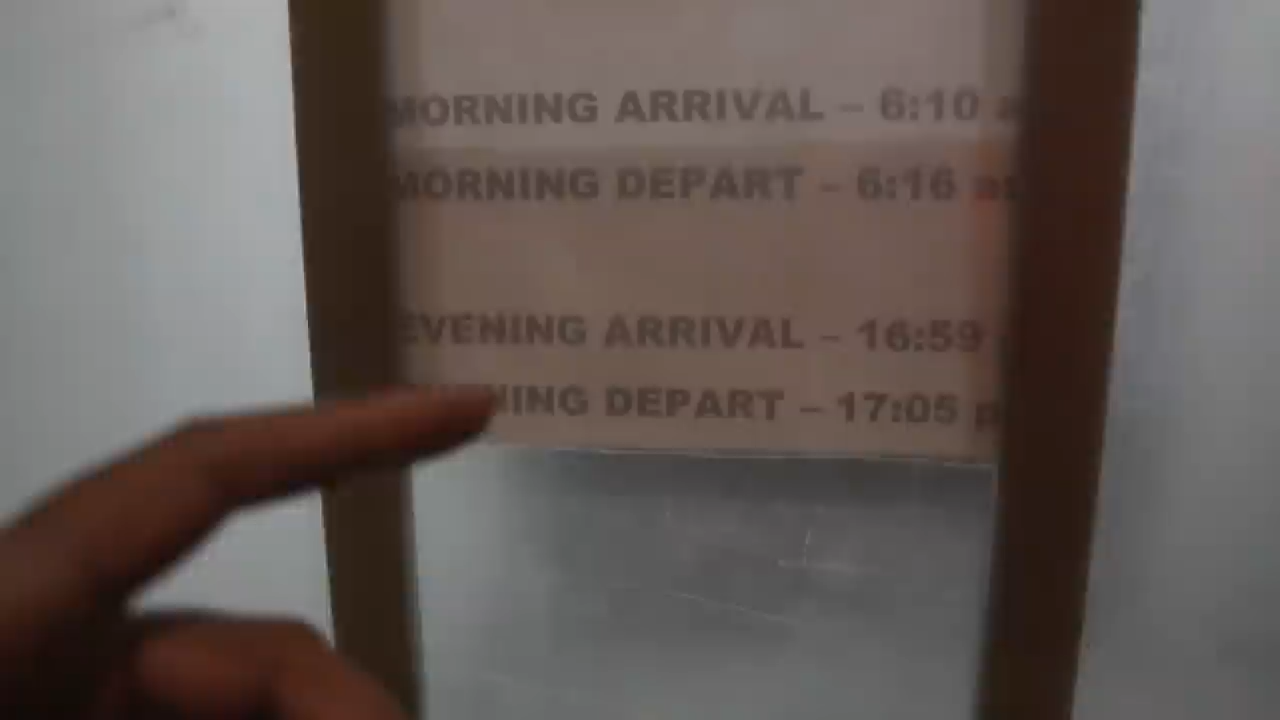 MORNING ARRIVAL – 6:10
MORNING DEPART – 6:16
EVENING ARRIVAL – 16:59
DEPART – 17:05